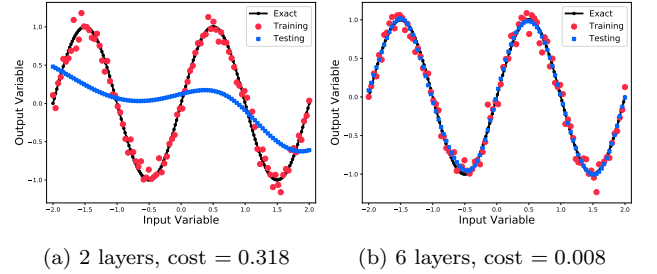 Exact
Training
Testing
Output Variable
1.0
0.5
0.0
−0.5
−1.0
−2.0 −1.5 −1.0 −0.5 0.0 0.5 1.0 1.5 2.0
Input Variable
(a) 2 layers, cost = 0.318
Exact
Training
Testing
Output Variable
1.0
0.5
0.0
−0.5
−1.0
−2.0 −1.5 −1.0 −0.5 0.0 0.5 1.0 1.5 2.0
Input Variable
(b) 6 layers, cost = 0.008